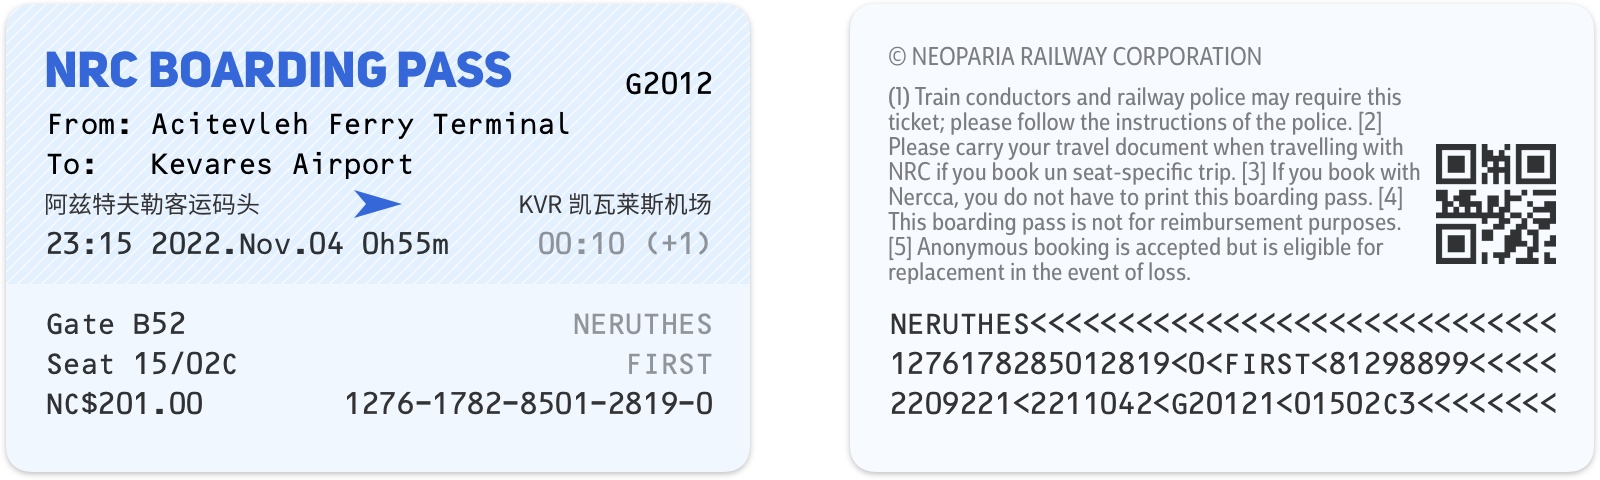 NRC BOARDING PASS
G2012
From: Acitevleh Ferry Terminal
To: Kevares Airport
阿兹特夫勒客运码头
KVR 凯瓦莱斯机场
23:15 2022.Nov.04 0h55m
00:10 (+1)
Gate B52
NERUTHES
Seat 15/02C
FIRST
NC$201.00
1276-1782-8501-2819-0
© NEOPARIA RAILWAY CORPORATION
(1) Train conductors and railway police may require this
ticket; please follow the instructions of the police. [2]
Please carry your travel document when travelling with
NRC if you book un seat-specific trip. [3] If you book with
Nercca, you do not have to print this boarding pass. [4]
This boarding pass is not for reimbursement purposes.
[5] Anonymous booking is accepted but is eligible for
replacement in the event of loss.
NERUTHES<<<<<<<<<<<<<<<<<<<<<<<<<<<<<<
1276178285012819<0<FIRST<81298899<<<<<
2209221<2211042<G20121<01502C3<<<<<<<<